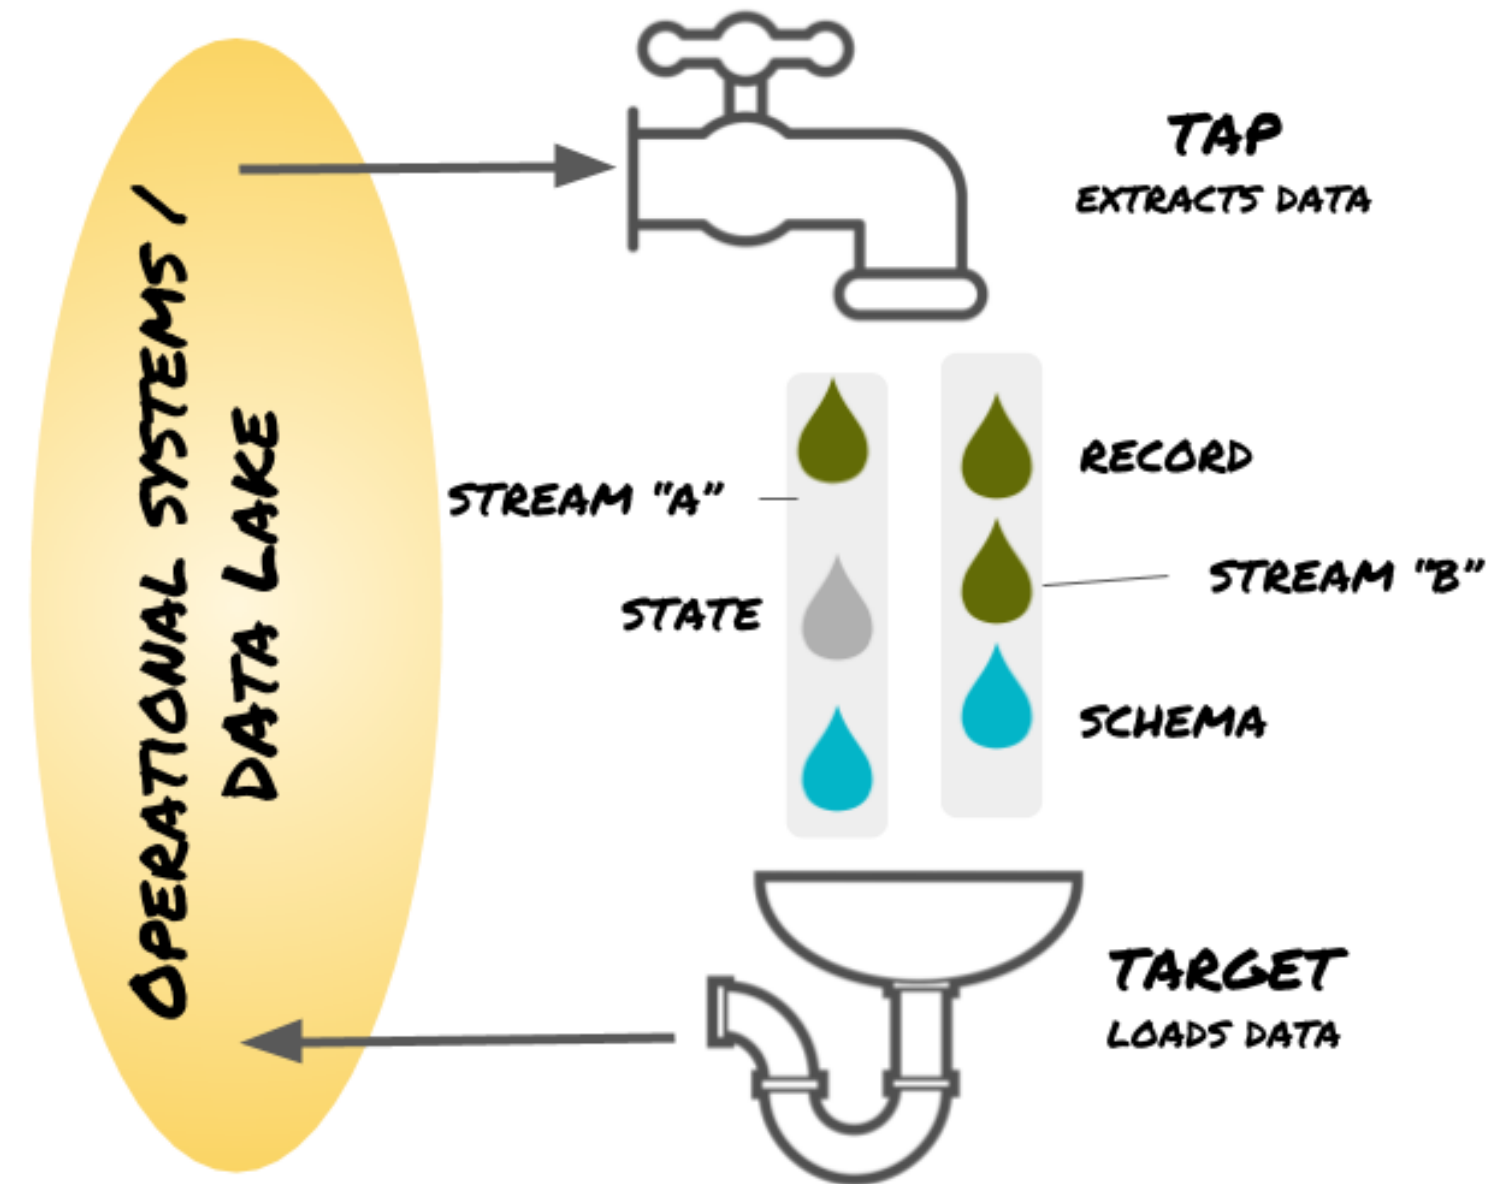 OPERATIONAL SYSTEMS /
DATA LAKE
TAP
EXTRACTS DATA
RECORD
STREAM "A"
STREAM "B"
STATE
SCHEMA
TARGET
LOADS DATA